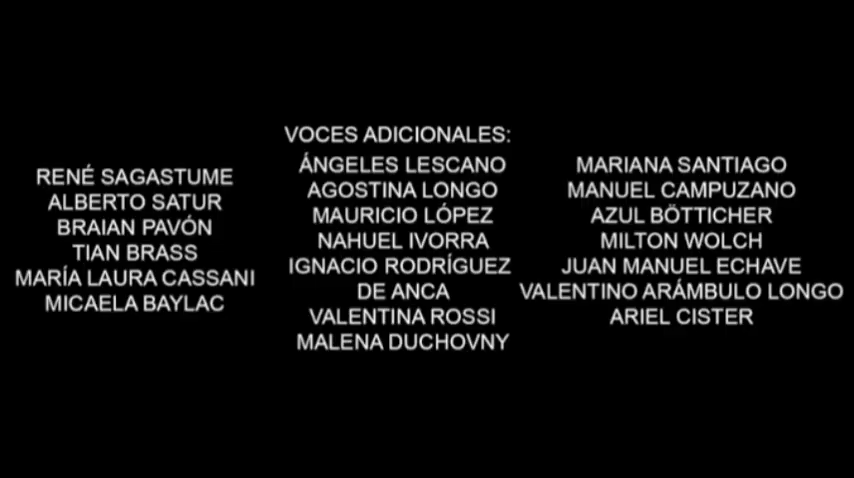 VOCES ADICIONALES:
RENÉ SAGASTUME
ALBERTO SATUR
BRAIAN PAVÓN
TIAN BRASS
MARÍA LAURA CASSANI
MICAELA BAYLAC
ÁNGELES LESCANO
AGOSTINA LONGO
MAURICIO LÓPEZ
NAHUEL IVORRA
IGNACIO RODRÍGUEZ
DE ANCA
VALENTINA ROSSI
MALENA DUCHOVNY
MARIANA SANTIAGO
MANUEL CAMPUZANO
AZUL BÖTTICHER
MILTON WOLCH
JUAN MANUEL ECHAVE
VALENTINO ARÁMBULO LONGO
ARIEL CISTER